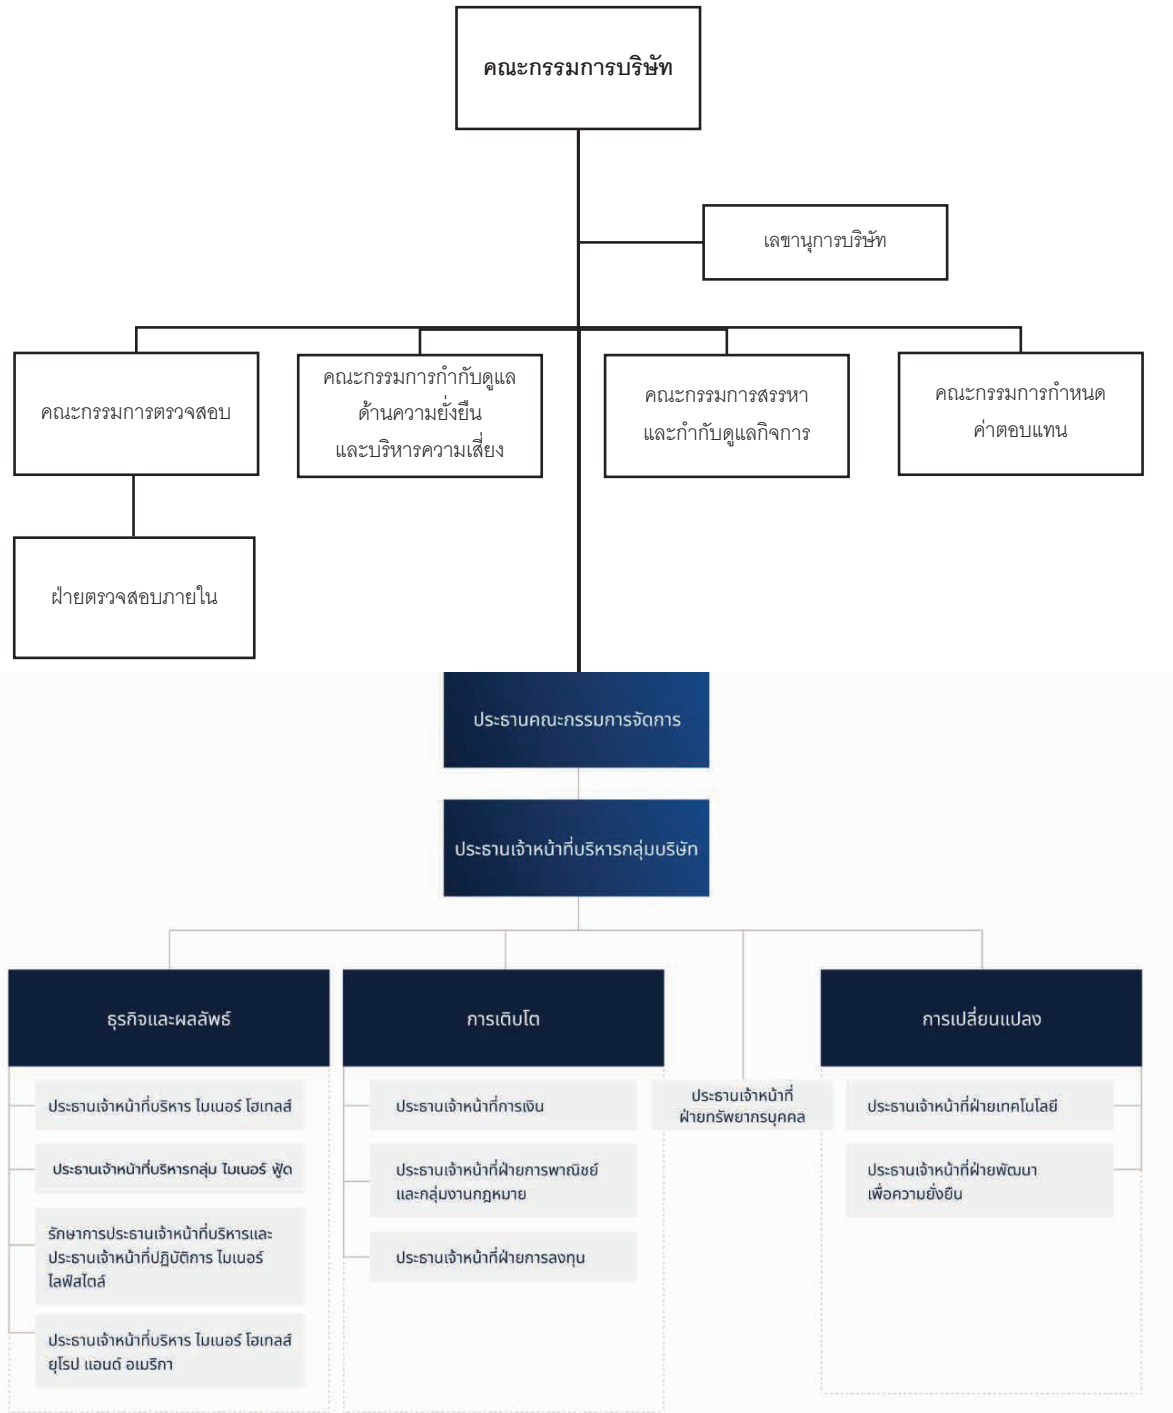 คณะกรรมการบริษัท
เลขานุการบริษัท
คณะกรรมการตรวจสอบ
คณะกรรมการกำกับดูแล
ด้านความยั่งยืน
และบริหารความเสี่ยง
คณะกรรมการสรรหา
และกำกับดูแลกิจการ
คณะกรรมการกำหนด
ค่าตอบแทน
ฝ่ายตรวจสอบภายใน
ประธานคณะกรรมการจัดการ
ประธานเจ้าหน้าที่บริหารกลุ่มบริษัท
ธุรกิจและผลลัพธ์
ประธานเจ้าหน้าที่บริหาร ไมเนอร์ โฮเทลส์
ประธานเจ้าหน้าที่บริหารกลุ่ม ไมเนอร์ ฟู้ด
รักษาการประธานเจ้าหน้าที่บริหารและ
ประธานเจ้าหน้าที่ปฏิบัติการ ไมเนอร์
ไลฟ์สไตล์
ประธานเจ้าหน้าที่บริหาร ไมเนอร์ โฮเทลส์
ยุโรป แอนด์ อเมริกา
การเติบโต
ประธานเจ้าหน้าที่การเงิน
ประธานเจ้าหน้าที่ฝ่ายการพาณิชย์
และกลุ่มงานกฎหมาย
ประธานเจ้าหน้าที่ฝ่ายการลงทุน
ประธานเจ้าหน้าที่
ฝ่ายทรัพยากรบุคคล
การเปลี่ยนแปลง
ประธานเจ้าหน้าที่ฝ่ายเทคโนโลยี
ประธานเจ้าหน้าที่ฝ่ายพัฒนา
เพื่อความยั่งยืน